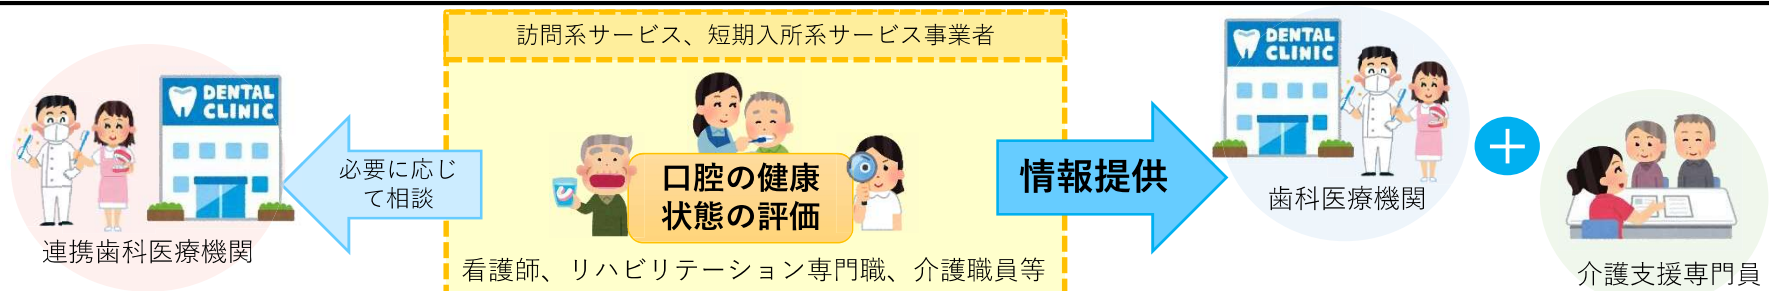 訪問系サービス、短期入所系サービス事業者
DENTAL
CLINIC
必要に応じ
て相談
連携歯科医療機関
口腔の健康
状態の評価
看護師、リハビリテーション専門職、介護職員等
情報提供
DENTAL
CLINIC
歯科医療機関
+
介護支援専門員